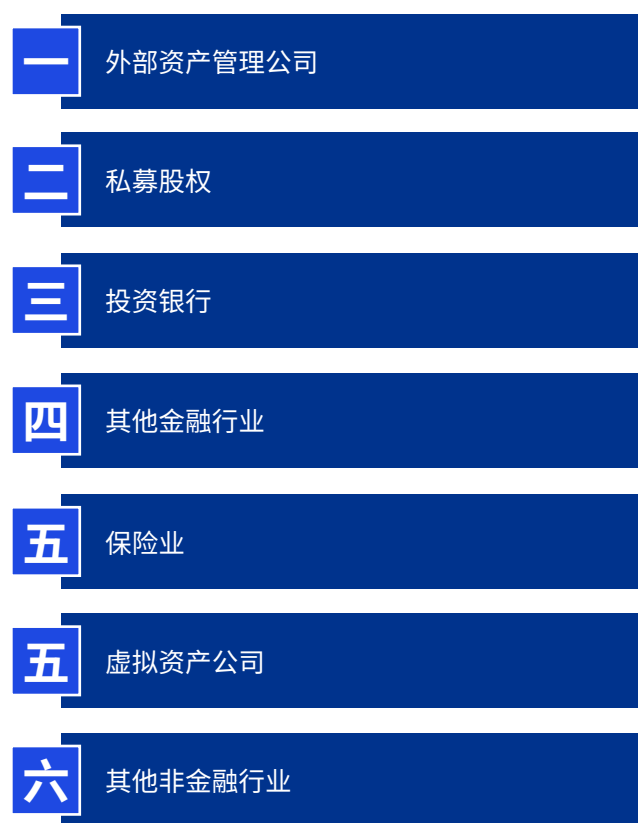 一 外部资产管理公司
二 私募股权
三 投资银行
四 其他金融行业
五 保险业
五 虚拟资产公司
六 其他非金融行业